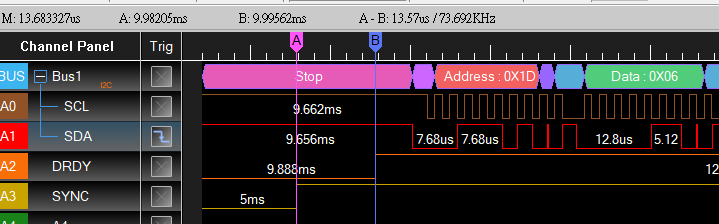 M: 13.683327us A: 9.98205ms B: 9.99562ms A - B: 13.57us / 73.692KHz
Channel Panel Trig A B
BUS Bus1 I2C Stop Address : 0X1D Data : 0X06
A0 SCL 9.662ms
A1 SDA 9.656ms 7.68us 7.68us 12.8us 5.12
A2 DRDY 9.888ms 12
A3 SYNC 5ms